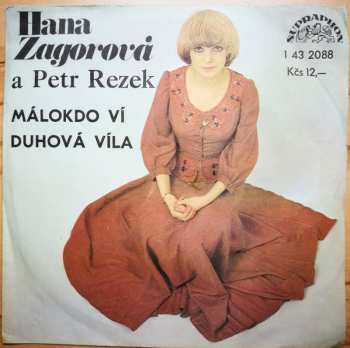 Hana
Zagorová
a Petr Rezek
MÁLOKDO VÍ
DUHOVÁ VÍLA
SUPRAPHON
1 43 2088
Kčs 12,—